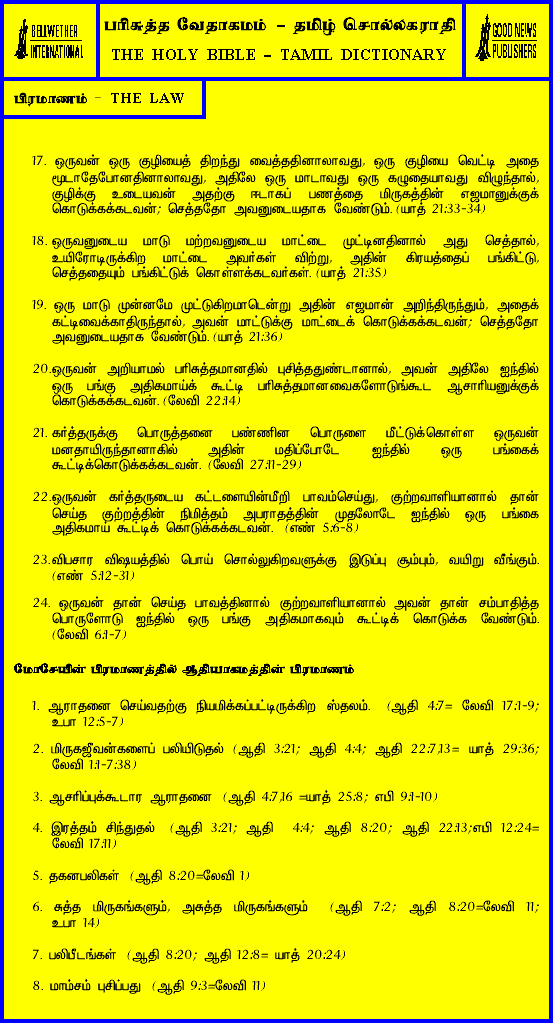 BELLWETHER
INTERNATIONAL
பரிசுத்த வேதாகமம் – தமிழ் சொல்லகராதி
THE HOLY BIBLE – TAMIL DICTIONARY
GOOD NEWS
PUBLISHERS
பிரமாணம் – THE LAW
17. ஒருவன் ஒரு குழியைத் திறந்து வைத்ததினாலாவது, ஒரு குழியை வெட்டி அதை
மூடாதேபோனதினாலாவது, அதிலே ஒரு மாடாவது ஒரு கழுதையாவது விழுந்தால்,
குழிக்கு உடையவன் அதற்கு ஈடாகப் பணத்தை மிருகத்தின் எஜமானுக்குக்
கொடுக்கக்கடவன்; செத்ததோ அவனுடையதாக வேண்டும். (யாத் 21:33-34)
18. ஒருவனுடைய மாடு மற்றவனுடைய மாட்டை முட்டினதினால் அது செத்தால்,
உயிரோடிருக்கிற மாட்டை அவர்கள் விற்று, அதின் கிரயத்தைப் பங்கிட்டு,
செத்ததையும் பங்கிட்டுக் கொள்ளக்கடவர்கள். (யாத் 21:35)
19. ஒரு மாடு முன்னமே முட்டுகிறமாடென்று அதின் எஜமான் அறிந்திருந்தும், அதைக்
கட்டிவைக்காதிருந்தால், அவன் மாட்டுக்கு மாட்டைக் கொடுக்கக்கடவன்; செத்ததோ
அவனுடையதாக வேண்டும். (யாத் 21:36)
20.ஒருவன் அறியாமல் பரிசுத்தமானதில் புசித்ததுண்டானால், அவன் அதிலே ஐந்தில்
ஒரு பங்கு அதிகமாய்க் கூட்டி பரிசுத்தமானவைகளோடுங்கூட ஆசாரியனுக்குக்
கொடுக்கக்கடவன். (லேவி 22:14)
21. கர்த்தருக்கு பொருத்தனை பண்ணின பொருளை மீட்டுக்கொள்ள ஒருவன்
மனதாயிருந்தானாகில் அதின் மதிப்போடே ஐந்தில் ஒரு பங்கைக்
கூட்டிக்கொடுக்கக்கடவன். (லேவி 27:11-29)
22.ஒருவன் கர்த்தருடைய கட்டளையின்மீறி பாவம்செய்து, குற்றவாளியானால் தான்
செய்த குற்றத்தின் நிமித்தம் அபராதத்தின் முதலோடே ஐந்தில் ஒரு பங்கை
அதிகமாய் கூட்டிக் கொடுக்கக்கடவன். (எண் 5:6-8)
23.விபசார விஷயத்தில் பொய் சொல்லுகிறவளுக்கு இடுப்பு சூம்பும், வயிறு வீங்கும்.
(எண் 5:12-31)
24. ஒருவன் தான் செய்த பாவத்தினால் குற்றவாளியானால் அவன் தான் சம்பாதித்த
பொருளோடு ஐந்தில் ஒரு பங்கு அதிகமாகவும் கூட்டிக் கொடுக்க வேண்டும்.
(லேவி 6:1-7)
மோசேயின் பிரமாணத்தில் ஆதியாகமத்தின் பிரமாணம்
1. ஆராதனை செய்வதற்கு நியமிக்கப்பட்டிருக்கிற ஸ்தலம். (ஆதி 4:7= லேவி 17:1-9;
உபா 12:5-7)
2. மிருகஜீவன்களைப் பலியிடுதல் (ஆதி 3:21; ஆதி 4:4; ஆதி 22:7,13= யாத் 29:36;
லேவி 1:1-7:38)
3. ஆசரிப்புக்கூடார ஆராதனை (ஆதி 4:7,16 =யாத் 25:8; எபி 9:1-10)
4. இரத்தம் சிந்துதல் (ஆதி 3:21; ஆதி 4:4; ஆதி 8:20; ஆதி 22:13;எபி 12:24=
லேவி 17:11)
5. தகனபலிகள் (ஆதி 8:20=லேவி 1)
6. சுத்த மிருகங்களும், அசுத்த மிருகங்களும் (ஆதி 7:2; ஆதி 8:20=லேவி 11;
உபா 14)
7. பலிபீடங்கள் (ஆதி 8:20; ஆதி 12:8= யாத் 20:24)
8. மாம்சம் புசிப்பது (ஆதி 9:3=லேவி 11)